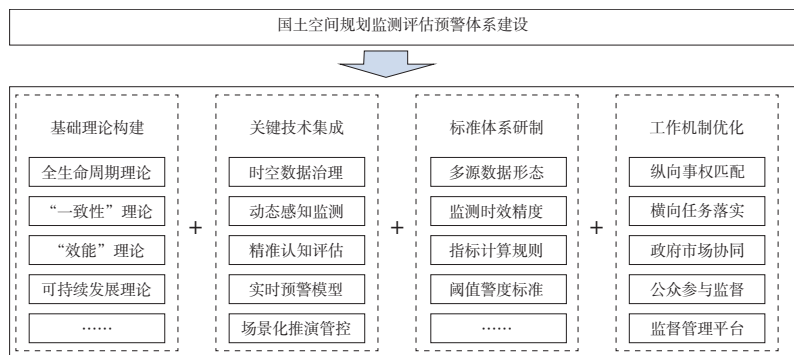 国土空间规划监测评估预警体系建设
基础理论构建
全生命周期理论
“一致性”理论
“效能”理论
可持续发展理论
……
+
关键技术集成
时空数据治理
动态感知监测
精准认知评估
实时预警模型
场景化推演管控
+
标准体系研制
多源数据形态
监测时效精度
指标计算规则
阈值警度标准
……
+
工作机制优化
纵向事权匹配
横向任务落实
政府市场协同
公众参与监督
监督管理平台